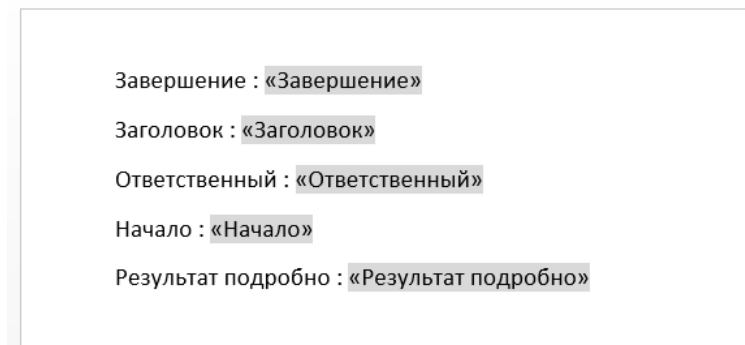 Завершение : «Завершение»
Заголовок : «Заголовок»
Ответственный : «Ответственный»
Начало : «Начало»
Результат подробно : «Результат подробно»